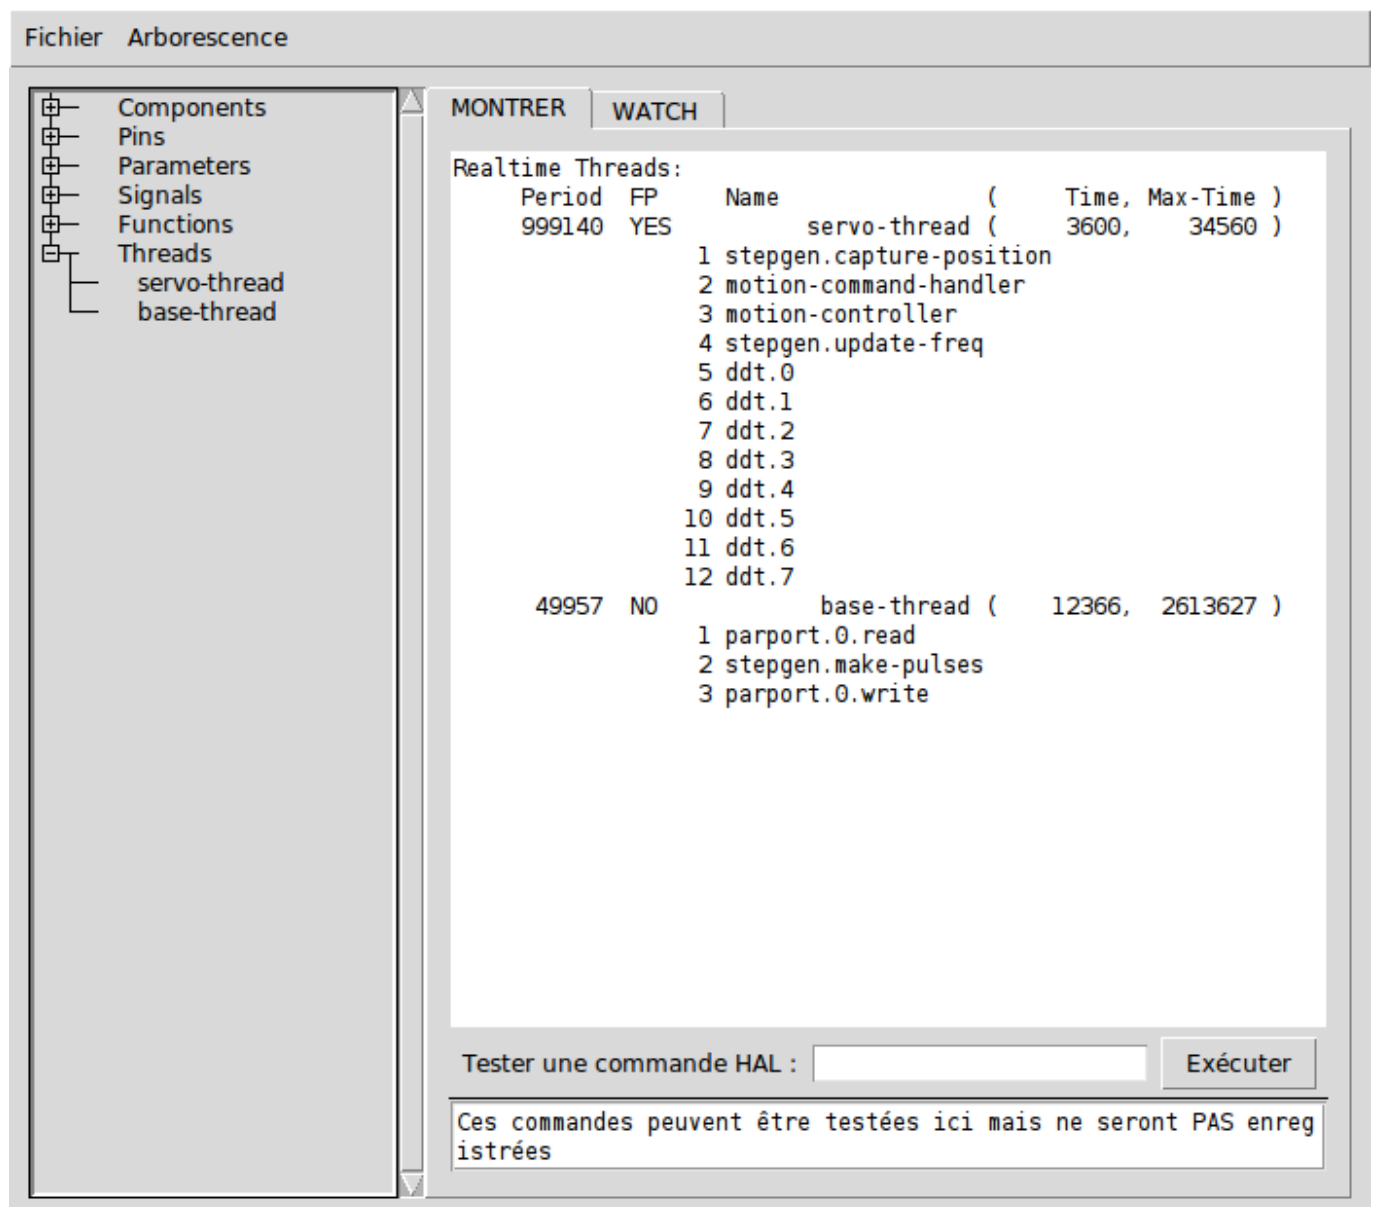 Fichier Arborescence
Components
Pins
Parameters
Signals
Functions
Threads
servo-thread
base-thread
MONTRER WATCH
Realtime Threads:
Period FP Name ( Time, Max-Time )
999140 YES servo-thread ( 3600, 34560 )
1 stepgen.capture-position
2 motion-command-handler
3 motion-controller
4 stepgen.update-freq
5 ddt.0
6 ddt.1
7 ddt.2
8 ddt.3
9 ddt.4
10 ddt.5
11 ddt.6
12 ddt.7
49957 NO base-thread ( 12366, 2613627 )
1 parport.0.read
2 stepgen.make-pulses
3 parport.0.write
Tester une commande HAL : Exécuter
Ces commandes peuvent être testées ici mais ne seront PAS enreg
istrées